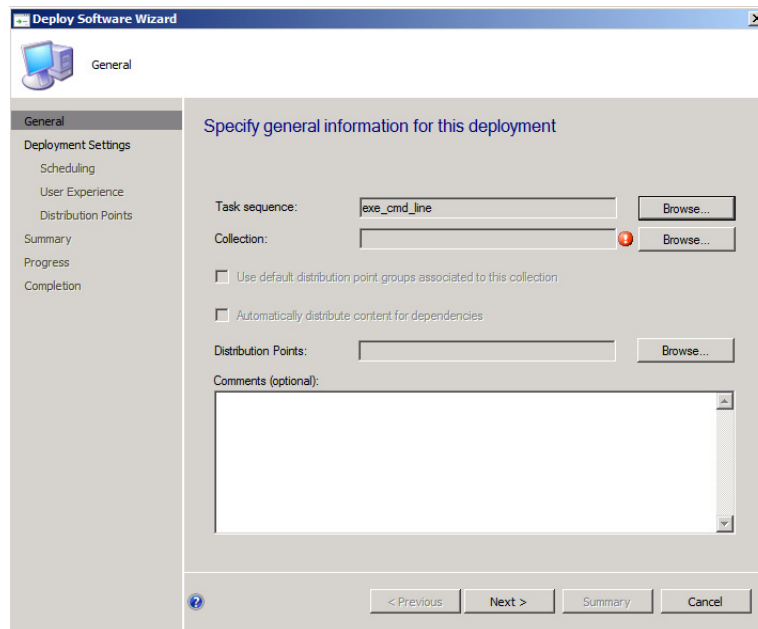 Deploy Software Wizard
General
General
Deployment Settings
Scheduling
User Experience
Distribution Points
Summary
Progress
Completion
Specify general information for this deployment
Task sequence: exe_cmd_line Browse...
Collection: Browse...
Use default distribution point groups associated to this collection
Automatically distribute content for dependencies
Distribution Points: Browse...
Comments (optional):
< Previous Next > Summary Cancel